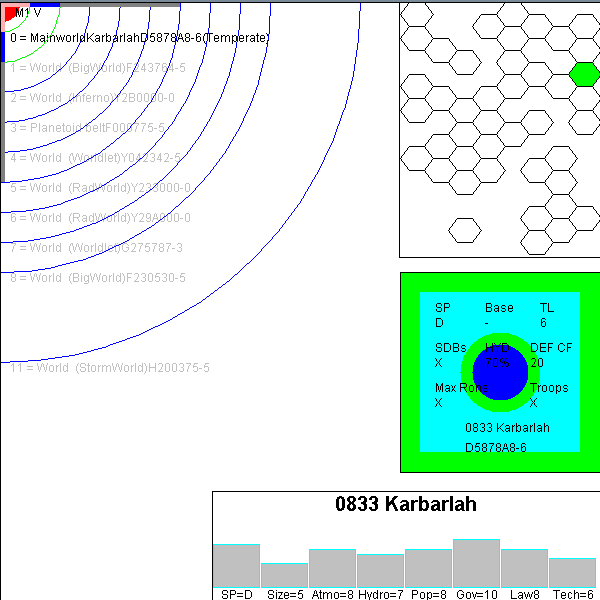 M1 V
0 = MainworldKarbarlahD5878A8-6(Temperate)
1 = World (BigWorld)F243764-5
2 = World (Inferno)Y2B0000-0
3 = Planetoid beltF000775-5
4 = World (Worldlet)Y042342-5
5 = World (RadWorld)Y223000-0
6 = World (RadWorld)Y29A000-0
7 = World (Worldlet)G275787-3
8 = World (BigWorld)F230530-5
11 = World (StormWorld)H200375-5
SP Base TL
D - 6
SDBs HYD DEF CF
X 70% 20
Max Rons Troops
X X
0833 Karbarlah
D5878A8-6
0833 Karbarlah
SP=D Size=5 Atmo=8 Hydro=7 Pop=8 Gov=10 Law8 Tech=6